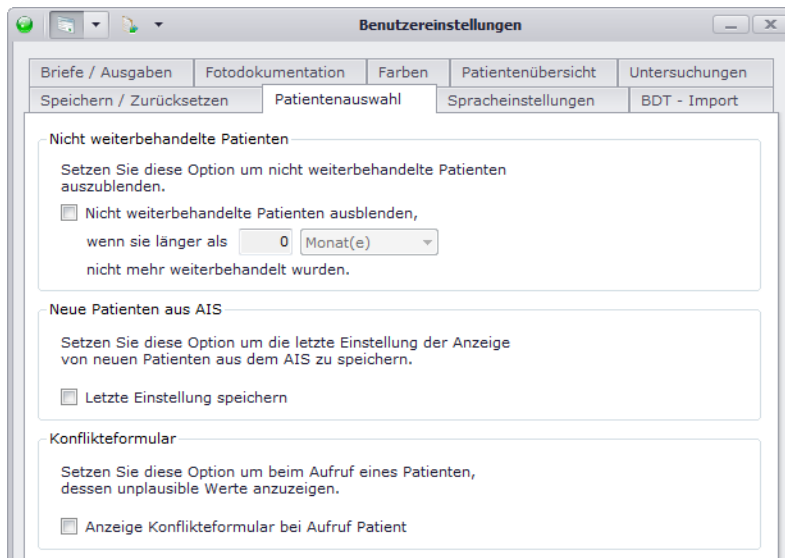 Benutzereinstellungen
Briefe / Ausgaben Fotodokumentation Farben Patientenübersicht Untersuchungen
Speichern / Zurücksetzen Patientenauswahl Spracheinstellungen BDT - Import
Nicht weiterbehandelte Patienten
Setzen Sie diese Option um nicht weiterbehandelte Patienten
auszublenden.
Nicht weiterbehandelte Patienten ausblenden,
wenn sie länger als 0 Monat(e)
nicht mehr weiterbehandelt wurden.
Neue Patienten aus AIS
Setzen Sie diese Option um die letzte Einstellung der Anzeige
von neuen Patienten aus dem AIS zu speichern.
Letzte Einstellung speichern
Konflikteformular
Setzen Sie diese Option um beim Aufruf eines Patienten,
dessen unplausible Werte anzuzeigen.
Anzeige Konflikteformular bei Aufruf Patient